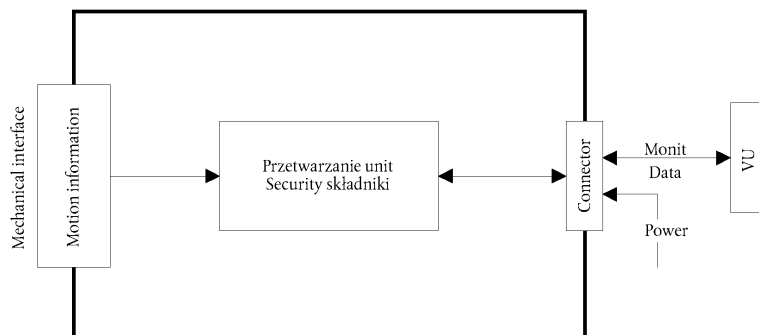 Mechanical interface
Motion information
Przetwarzanie unit
Security składniki
Connector
Monit
Data
Power
VU